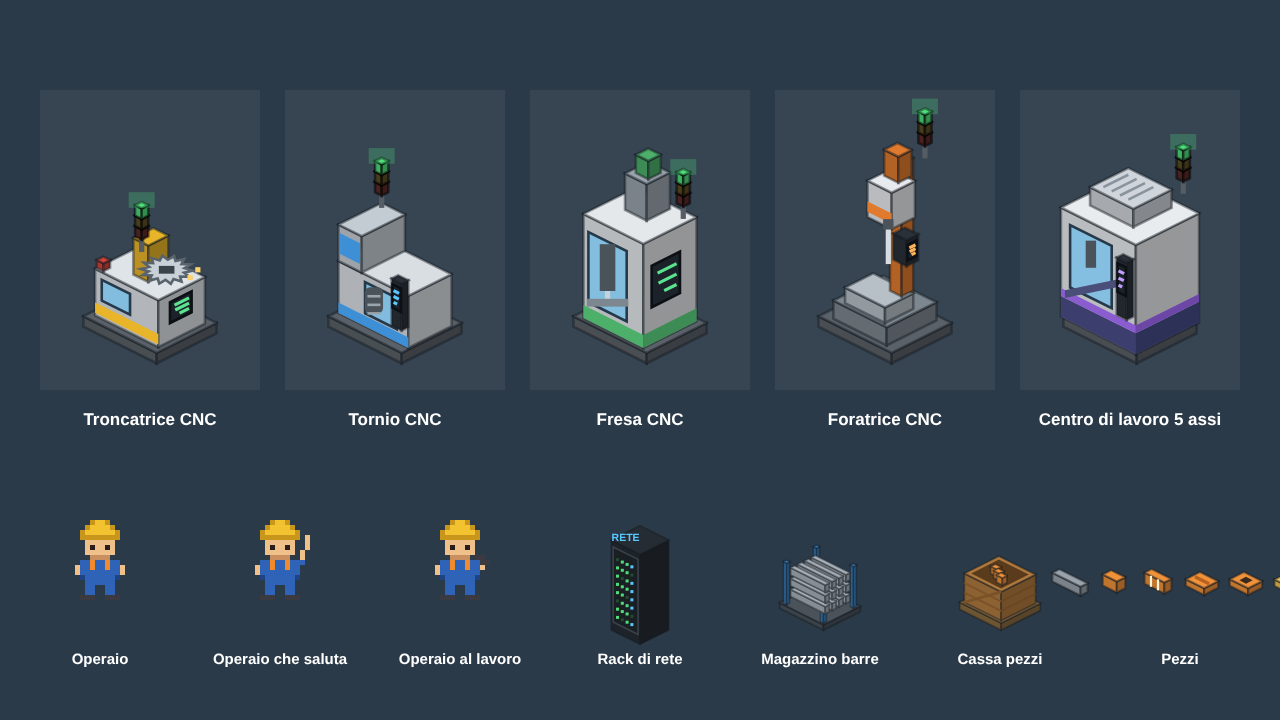 Troncatrice CNC
Tornio CNC
Fresa CNC
Foratrice CNC
Centro di lavoro 5 assi
RETE
Operaio
Operaio che saluta
Operaio al lavoro
Rack di rete
Magazzino barre
Cassa pezzi
Pezzi